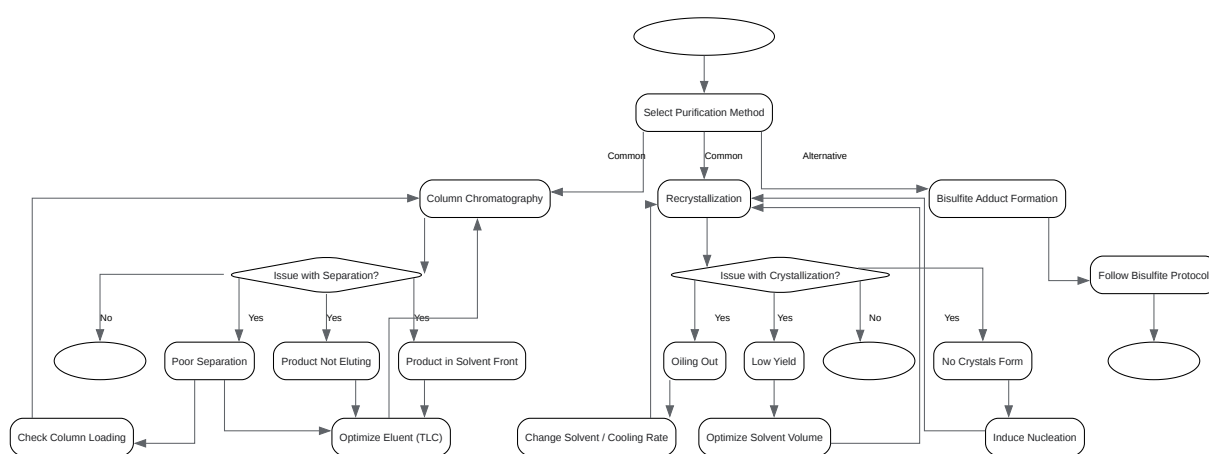 Select Purification Method
Common
Common
Alternative
Column Chromatography
Recrystallization
Bisulfite Adduct Formation
Issue with Separation?
Issue with Crystallization?
Follow Bisulfite Protocol
No
Yes
Yes
Yes
Yes
Yes
No
Yes
Poor Separation
Product Not Eluting
Product in Solvent Front
Oiling Out
Low Yield
No Crystals Form
Check Column Loading
Optimize Eluent (TLC)
Change Solvent / Cooling Rate
Optimize Solvent Volume
Induce Nucleation